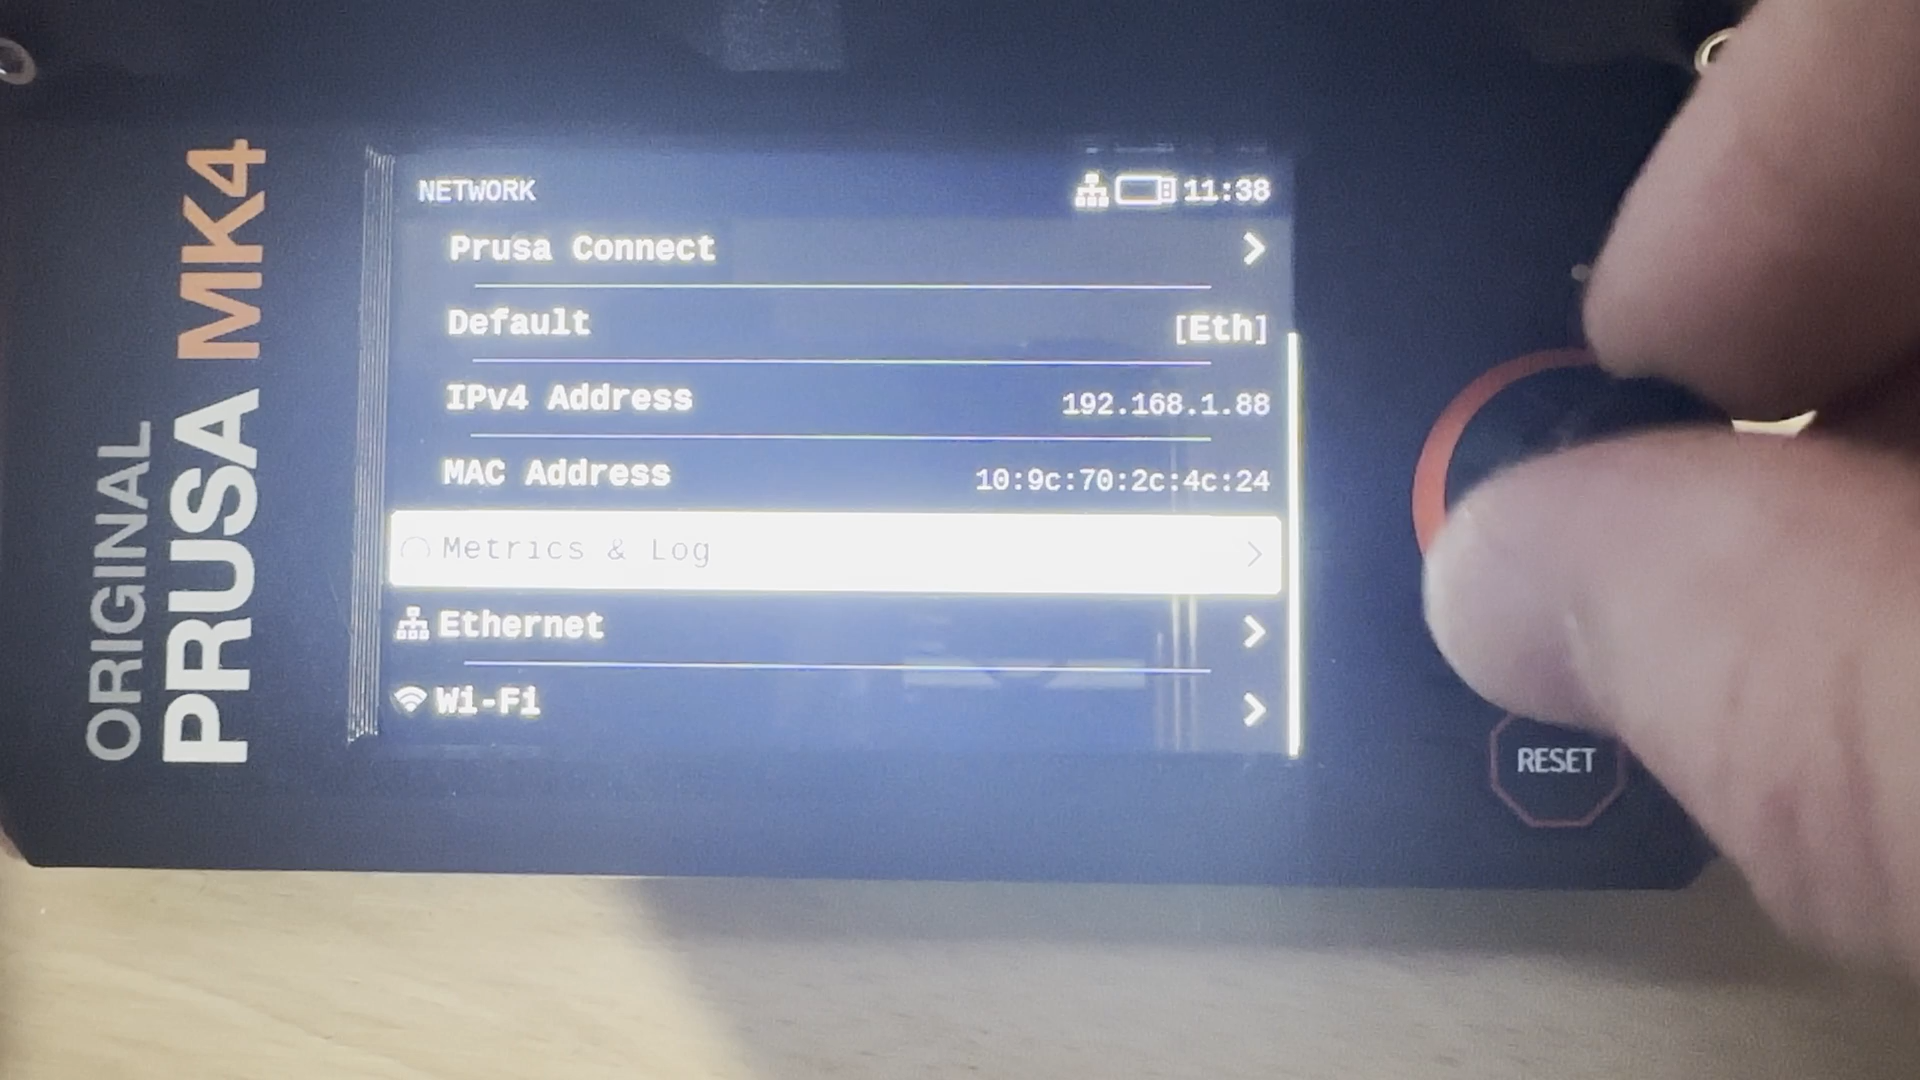 ORIGINAL
PRUSA MK4
NETWORK 11:38
Prusa Connect
Default [Eth]
IPv4 Address 192.168.1.88
MAC Address 10:9c:70:2c:4c:24
Metrics & Log
Ethernet
Wi-Fi
RESET